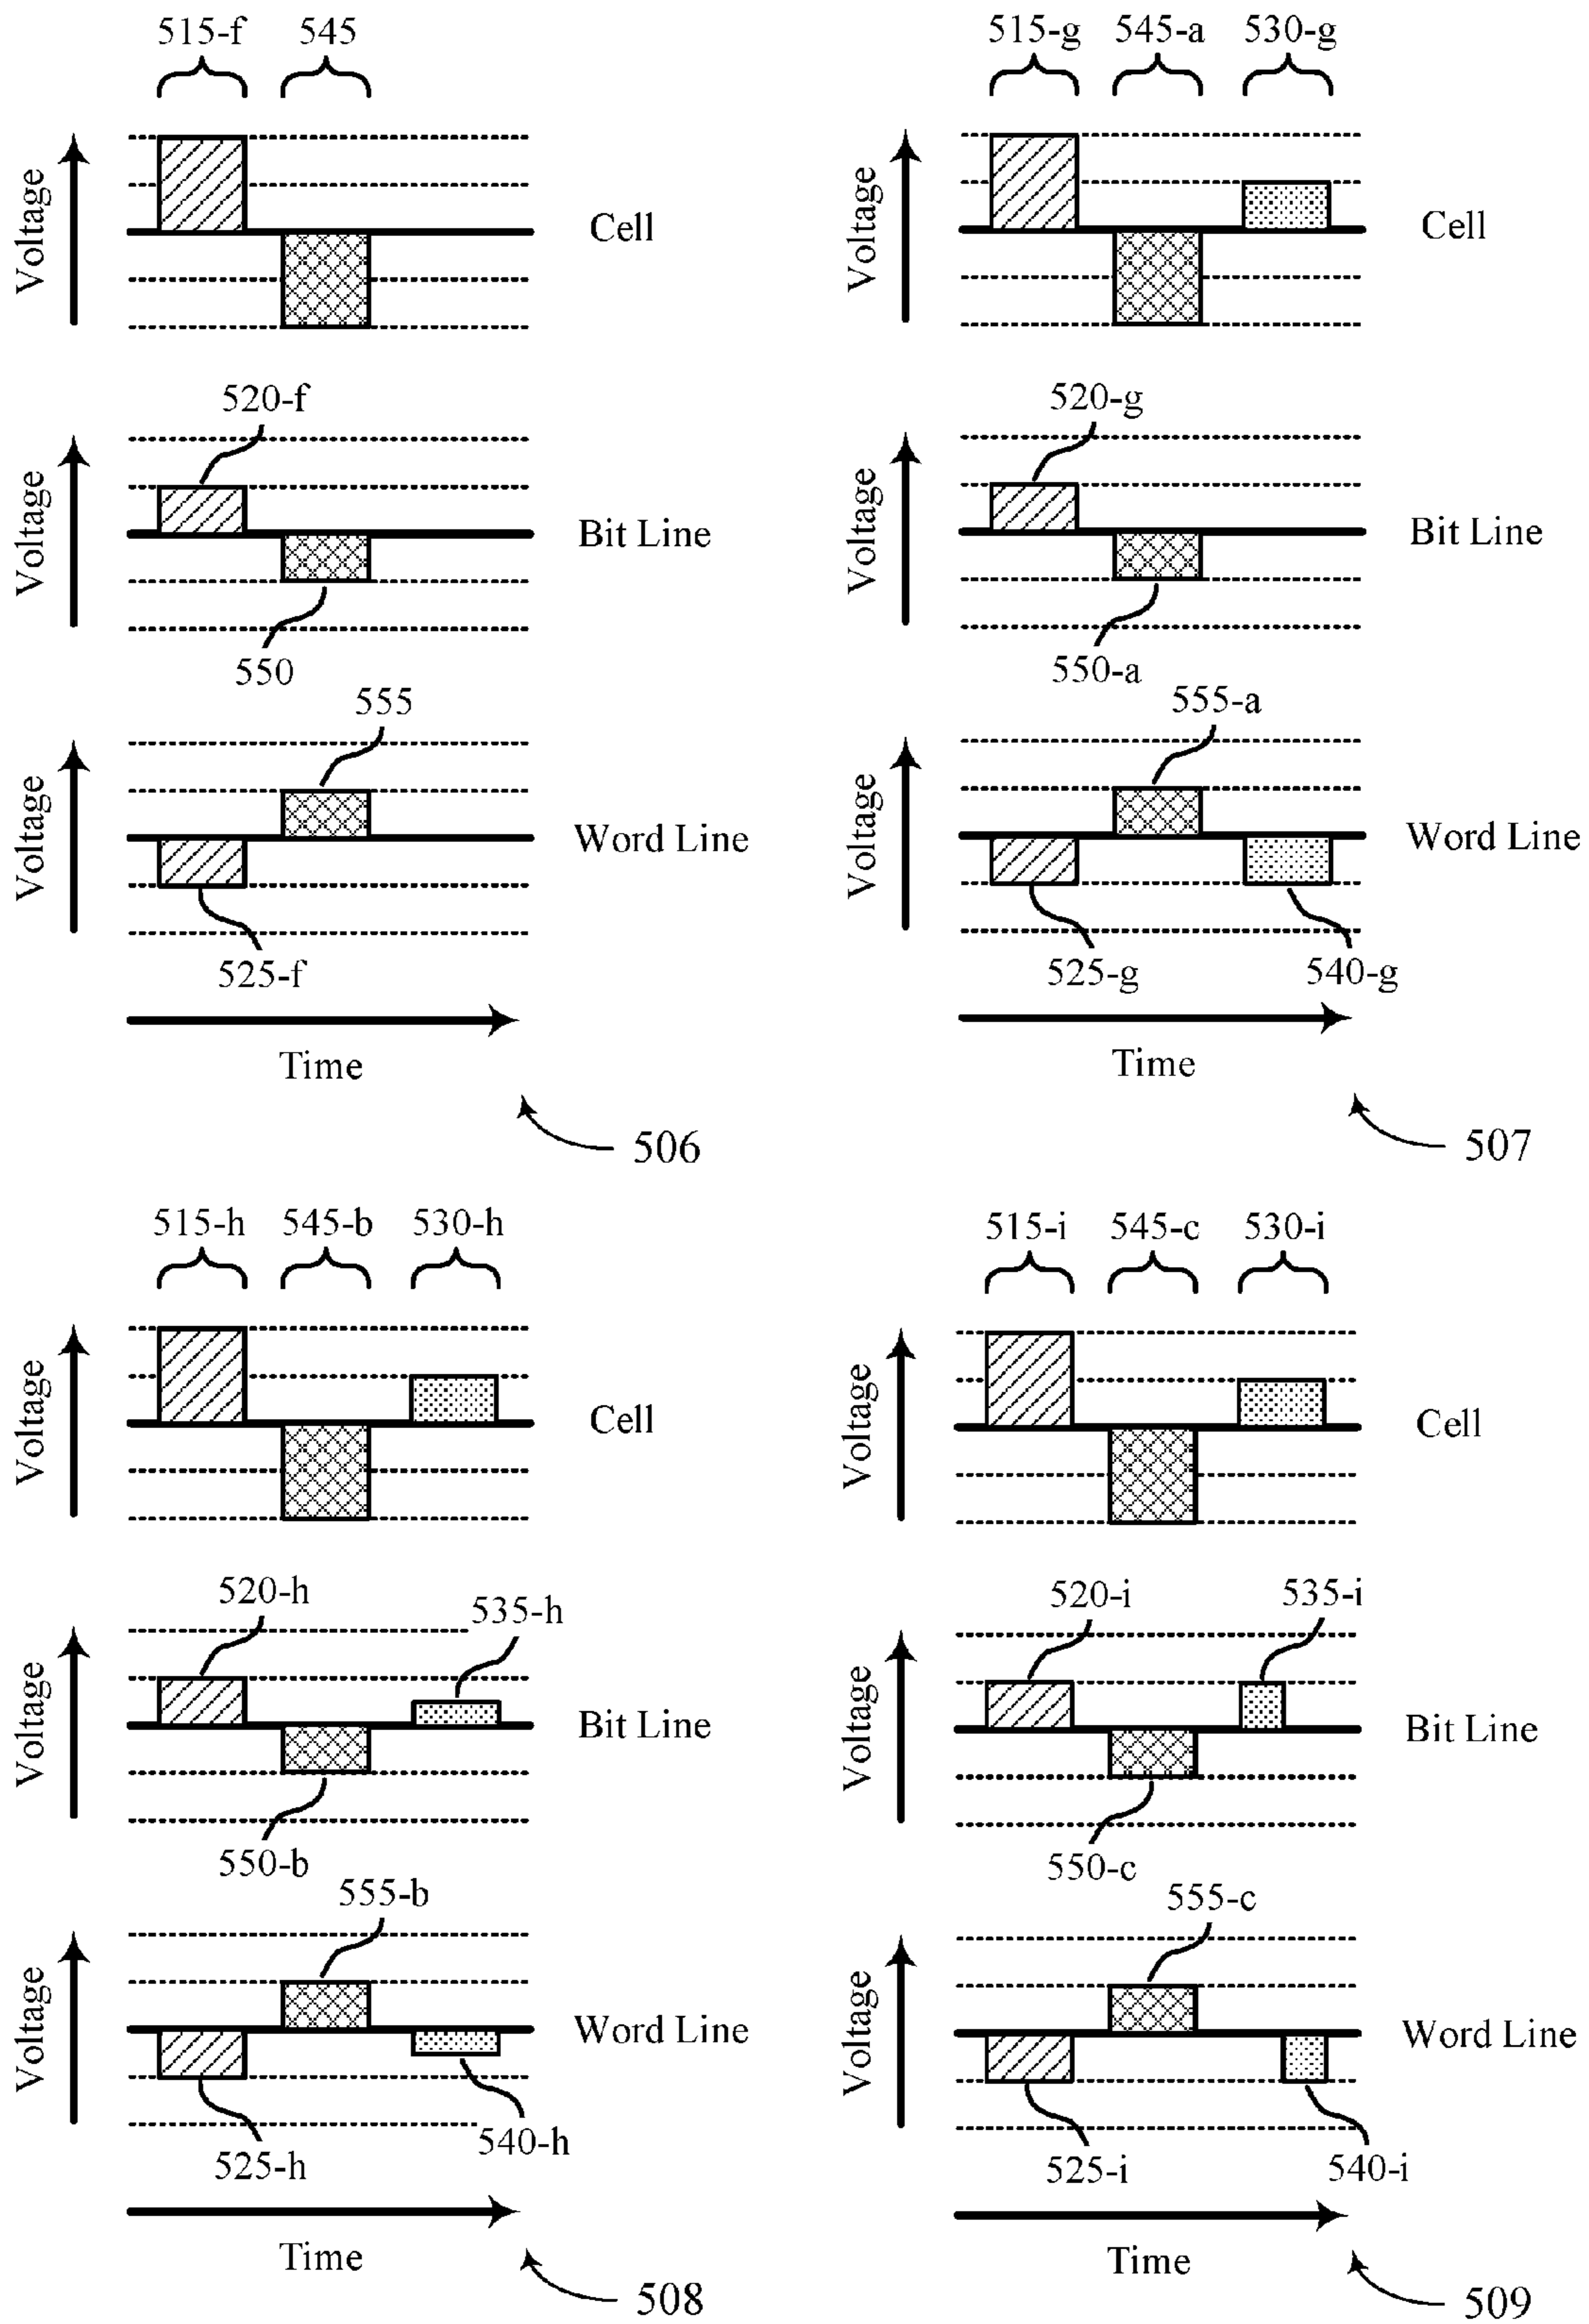 515-f 545
Voltage
Cell
520-f
Voltage
Bit Line
550
555
Voltage
Word Line
525-f
Time
506
515-g 545-a 530-g
Voltage
Cell
520-g
Voltage
Bit Line
550-a
555-a
Voltage
Word Line
525-g 540-g
Time
507
515-h 545-b 530-h
Voltage
Cell
520-h 535-h
Voltage
Bit Line
550-b
555-b
Voltage
Word Line
540-h
525-h
Time
508
515-i 545-c 530-i
Voltage
Cell
520-i 535-i
Voltage
Bit Line
550-c
555-c
Voltage
Word Line
525-i 540-i
Time
509